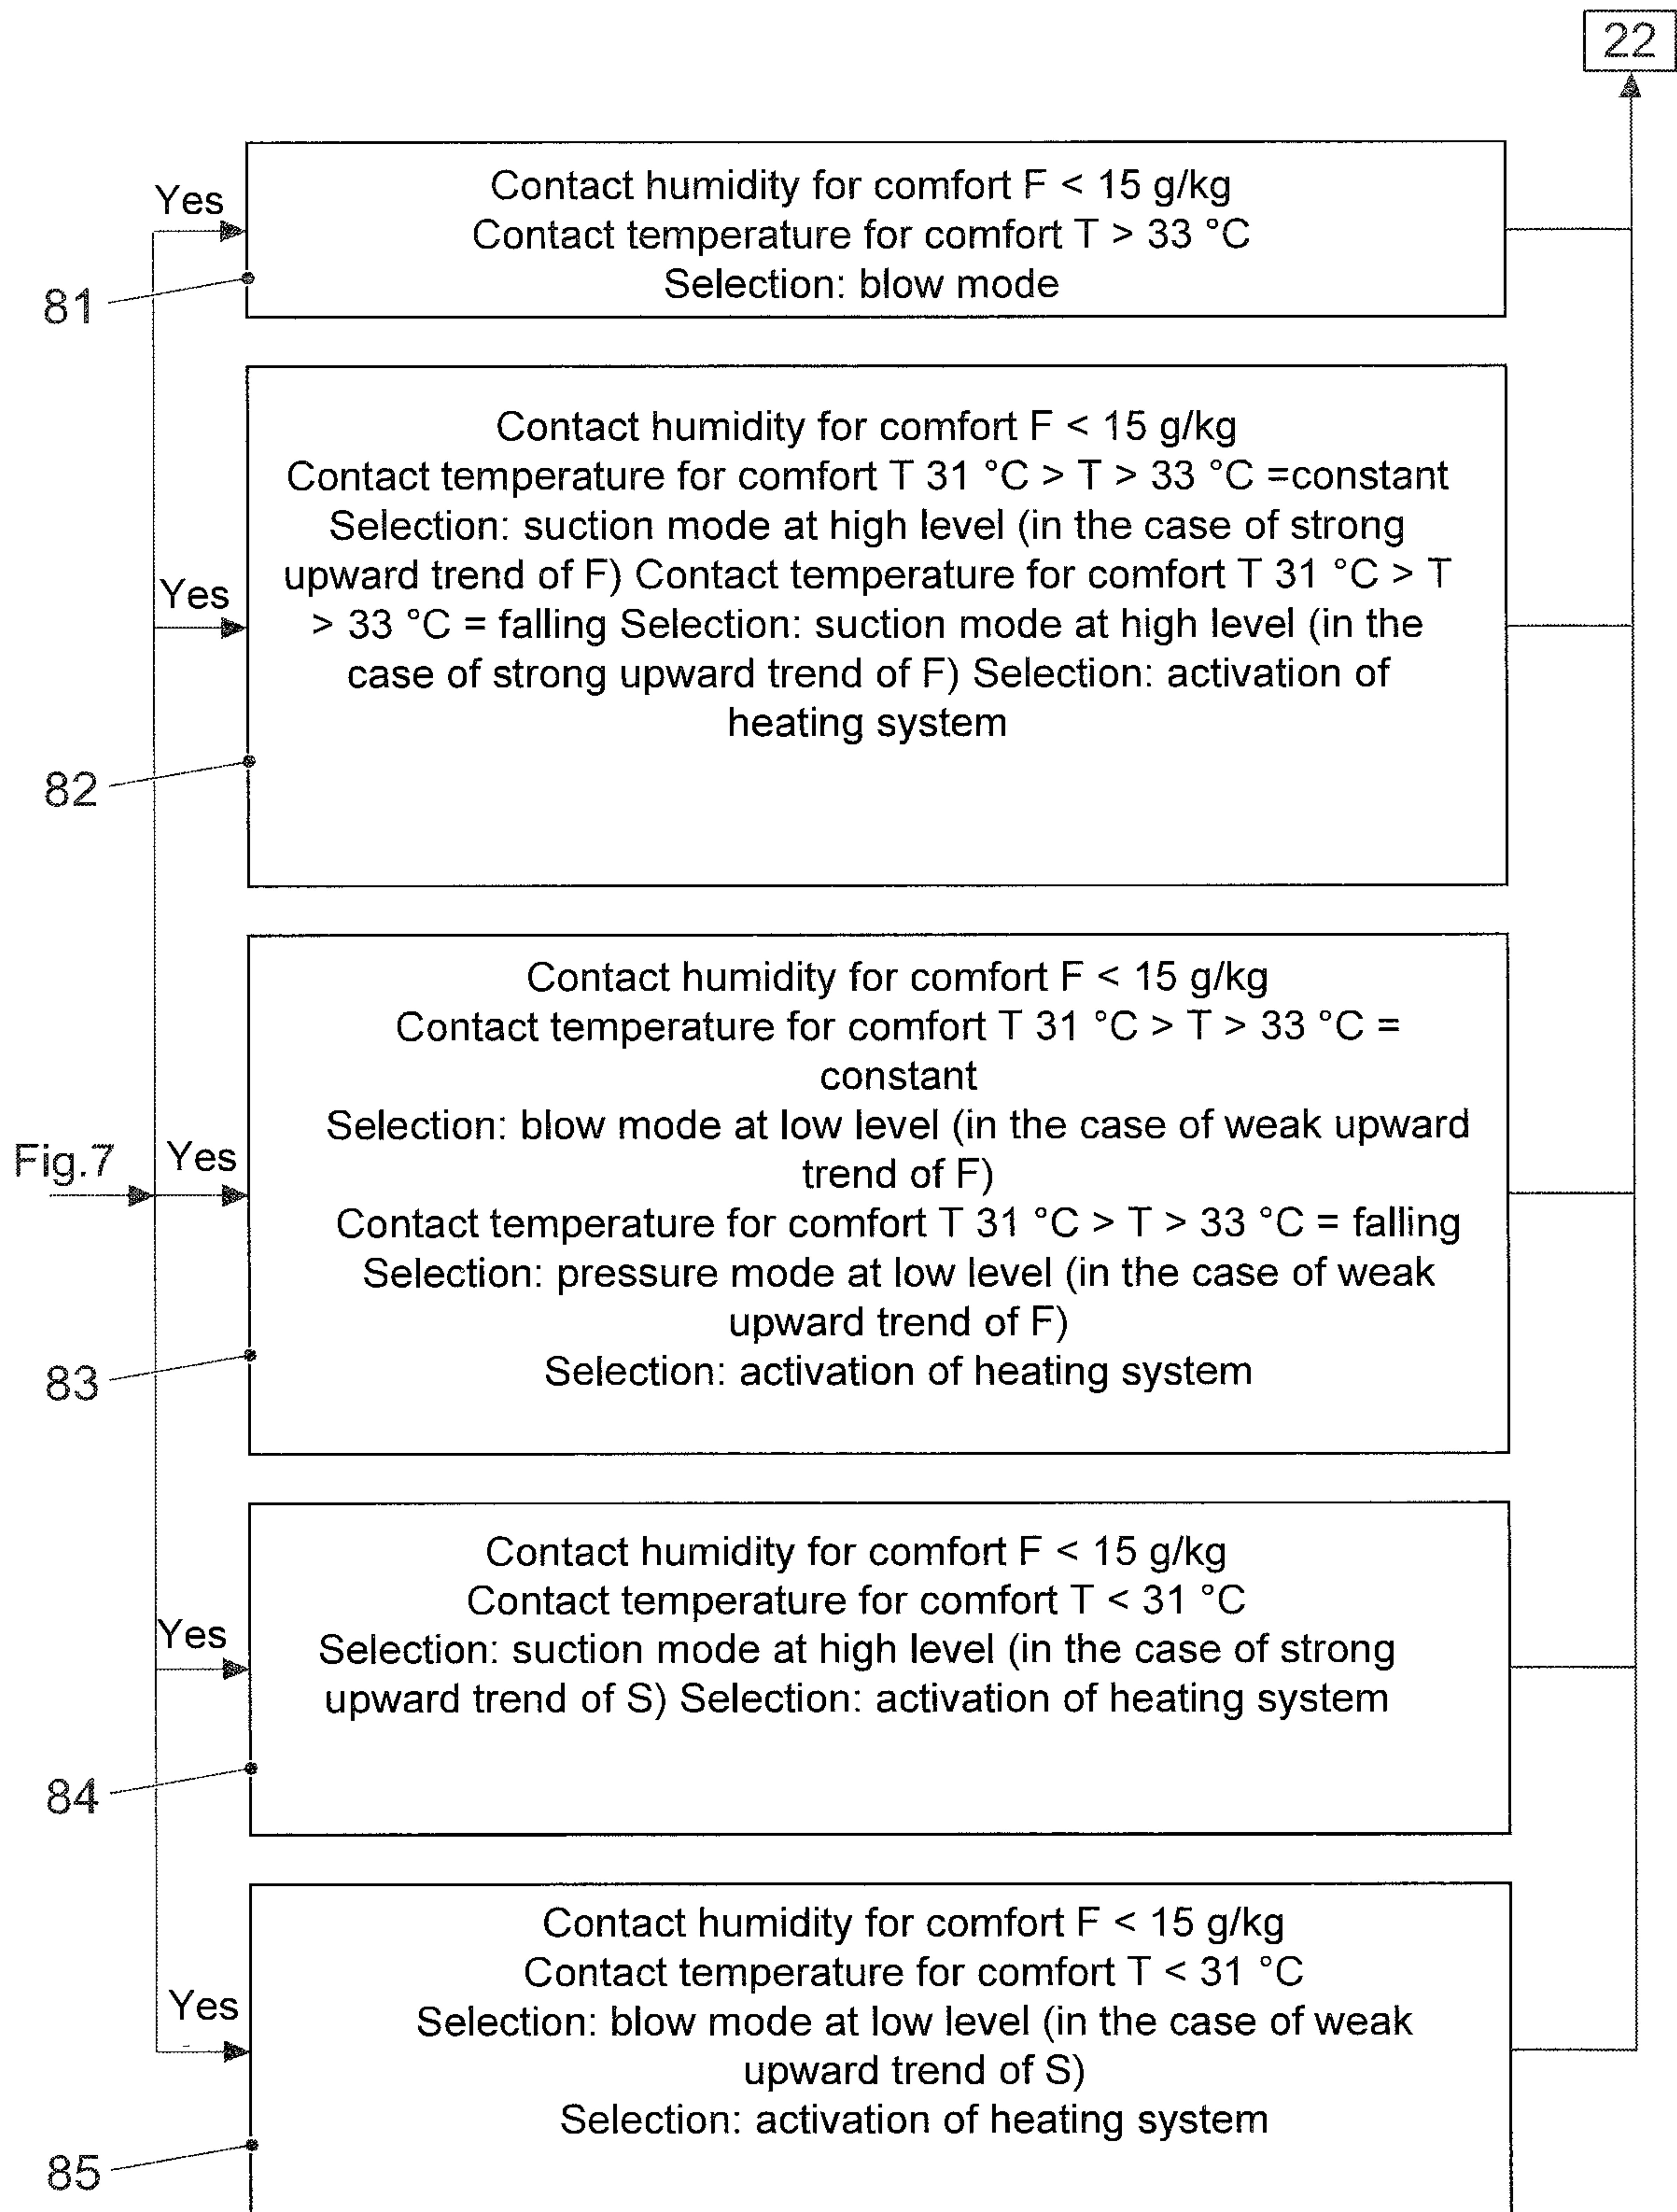 22
Yes
Contact humidity for comfort F < 15 g/kg
Contact temperature for comfort T > 33 °C
Selection: blow mode
81
Contact humidity for comfort F < 15 g/kg
Contact temperature for comfort T 31 °C > T > 33 °C =constant
Selection: suction mode at high level (in the case of strong
upward trend of F) Contact temperature for comfort T 31 °C > T
> 33 °C = falling Selection: suction mode at high level (in the
case of strong upward trend of F) Selection: activation of
heating system
Yes
82
Contact humidity for comfort F < 15 g/kg
Contact temperature for comfort T 31 °C > T > 33 °C =
constant
Selection: blow mode at low level (in the case of weak upward
trend of F)
Contact temperature for comfort T 31 °C > T > 33 °C = falling
Selection: pressure mode at low level (in the case of weak
upward trend of F)
Selection: activation of heating system
Fig.7
Yes
83
Contact humidity for comfort F < 15 g/kg
Contact temperature for comfort T < 31 °C
Selection: suction mode at high level (in the case of strong
upward trend of S) Selection: activation of heating system
Yes
84
Contact humidity for comfort F < 15 g/kg
Contact temperature for comfort T < 31 °C
Selection: blow mode at low level (in the case of weak
upward trend of S)
Selection: activation of heating system
Yes
85